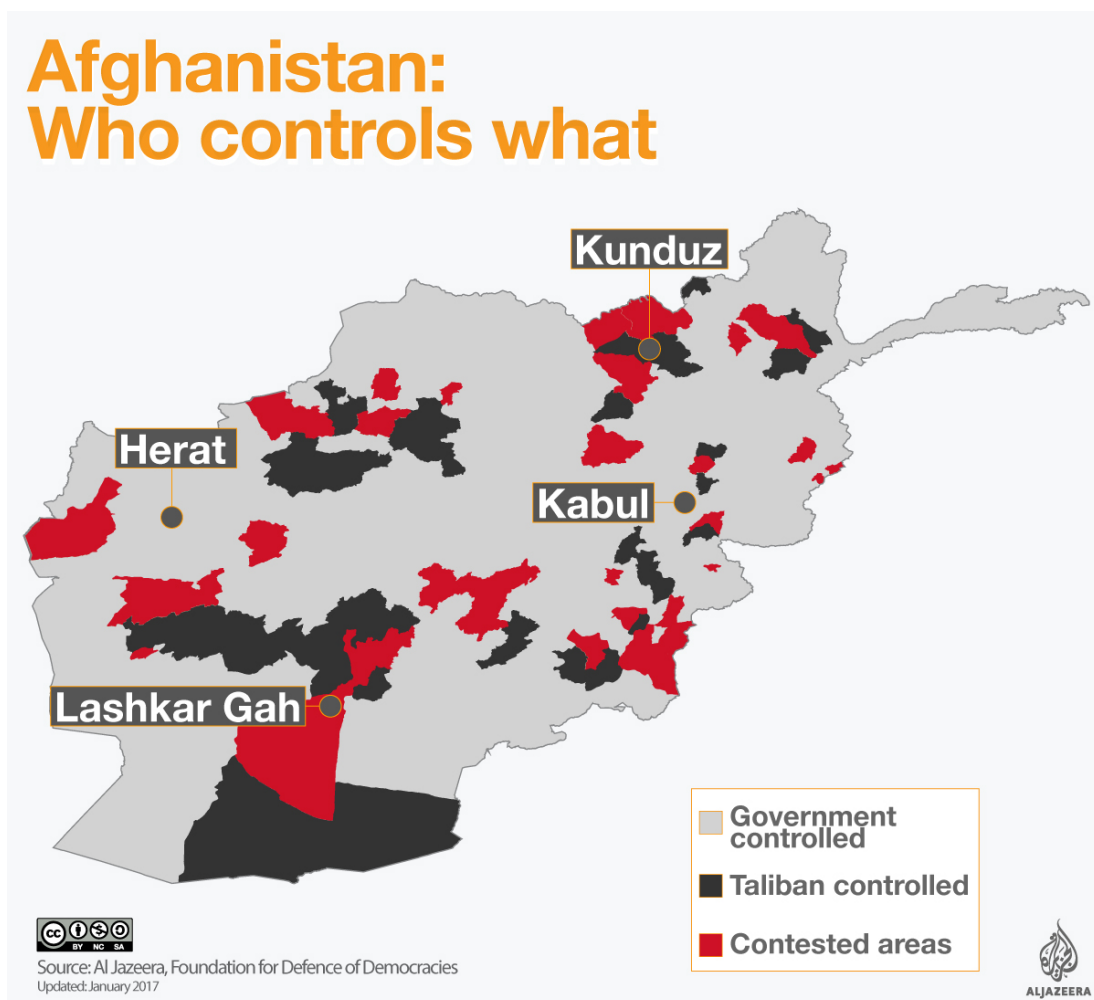 Afghanistan:
Who controls what
Kunduz
Herat
Kabul
Lashkar Gah
Government
controlled
Taliban controlled
Contested areas
cc
BY NC SA
Source: Al Jazeera, Foundation for Defence of Democracies
Updated: January 2017
ALJAZEERA